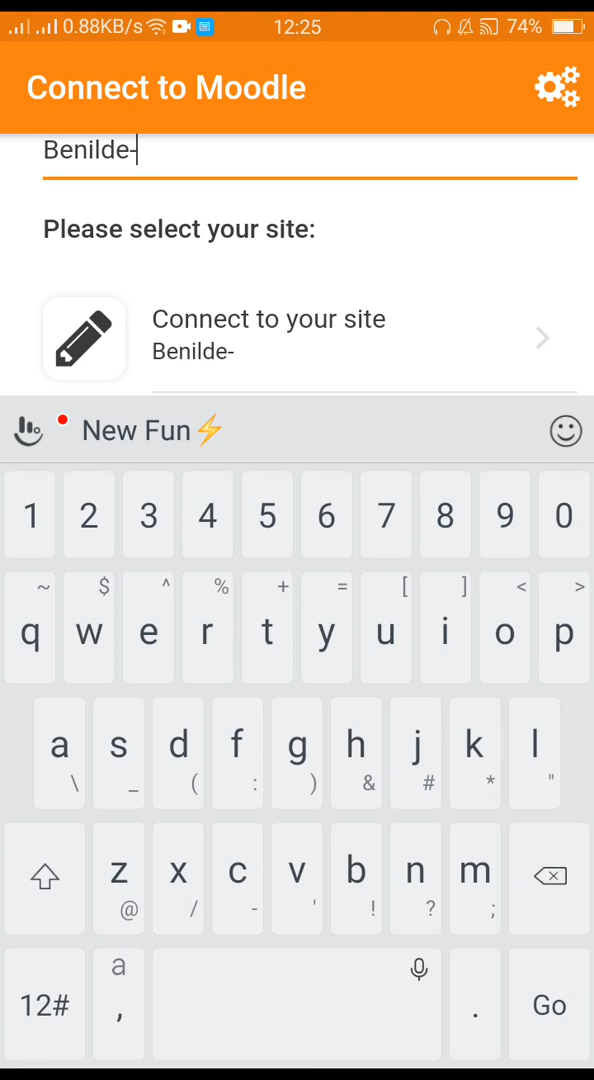 0.88KB/s 12:25 74%
Connect to Moodle
Benilde-
Please select your site:
Connect to your site
Benilde-
New Fun⚡
1 2 3 4 5 6 7 8 9 0
~ $ ^ % + = [ ] < >
q w e r t y u i o p
a s d f g h j k l
\ _ ( : ) & # * "
z x c v b n m
@ / - ' ! ? ;
12# a , . Go